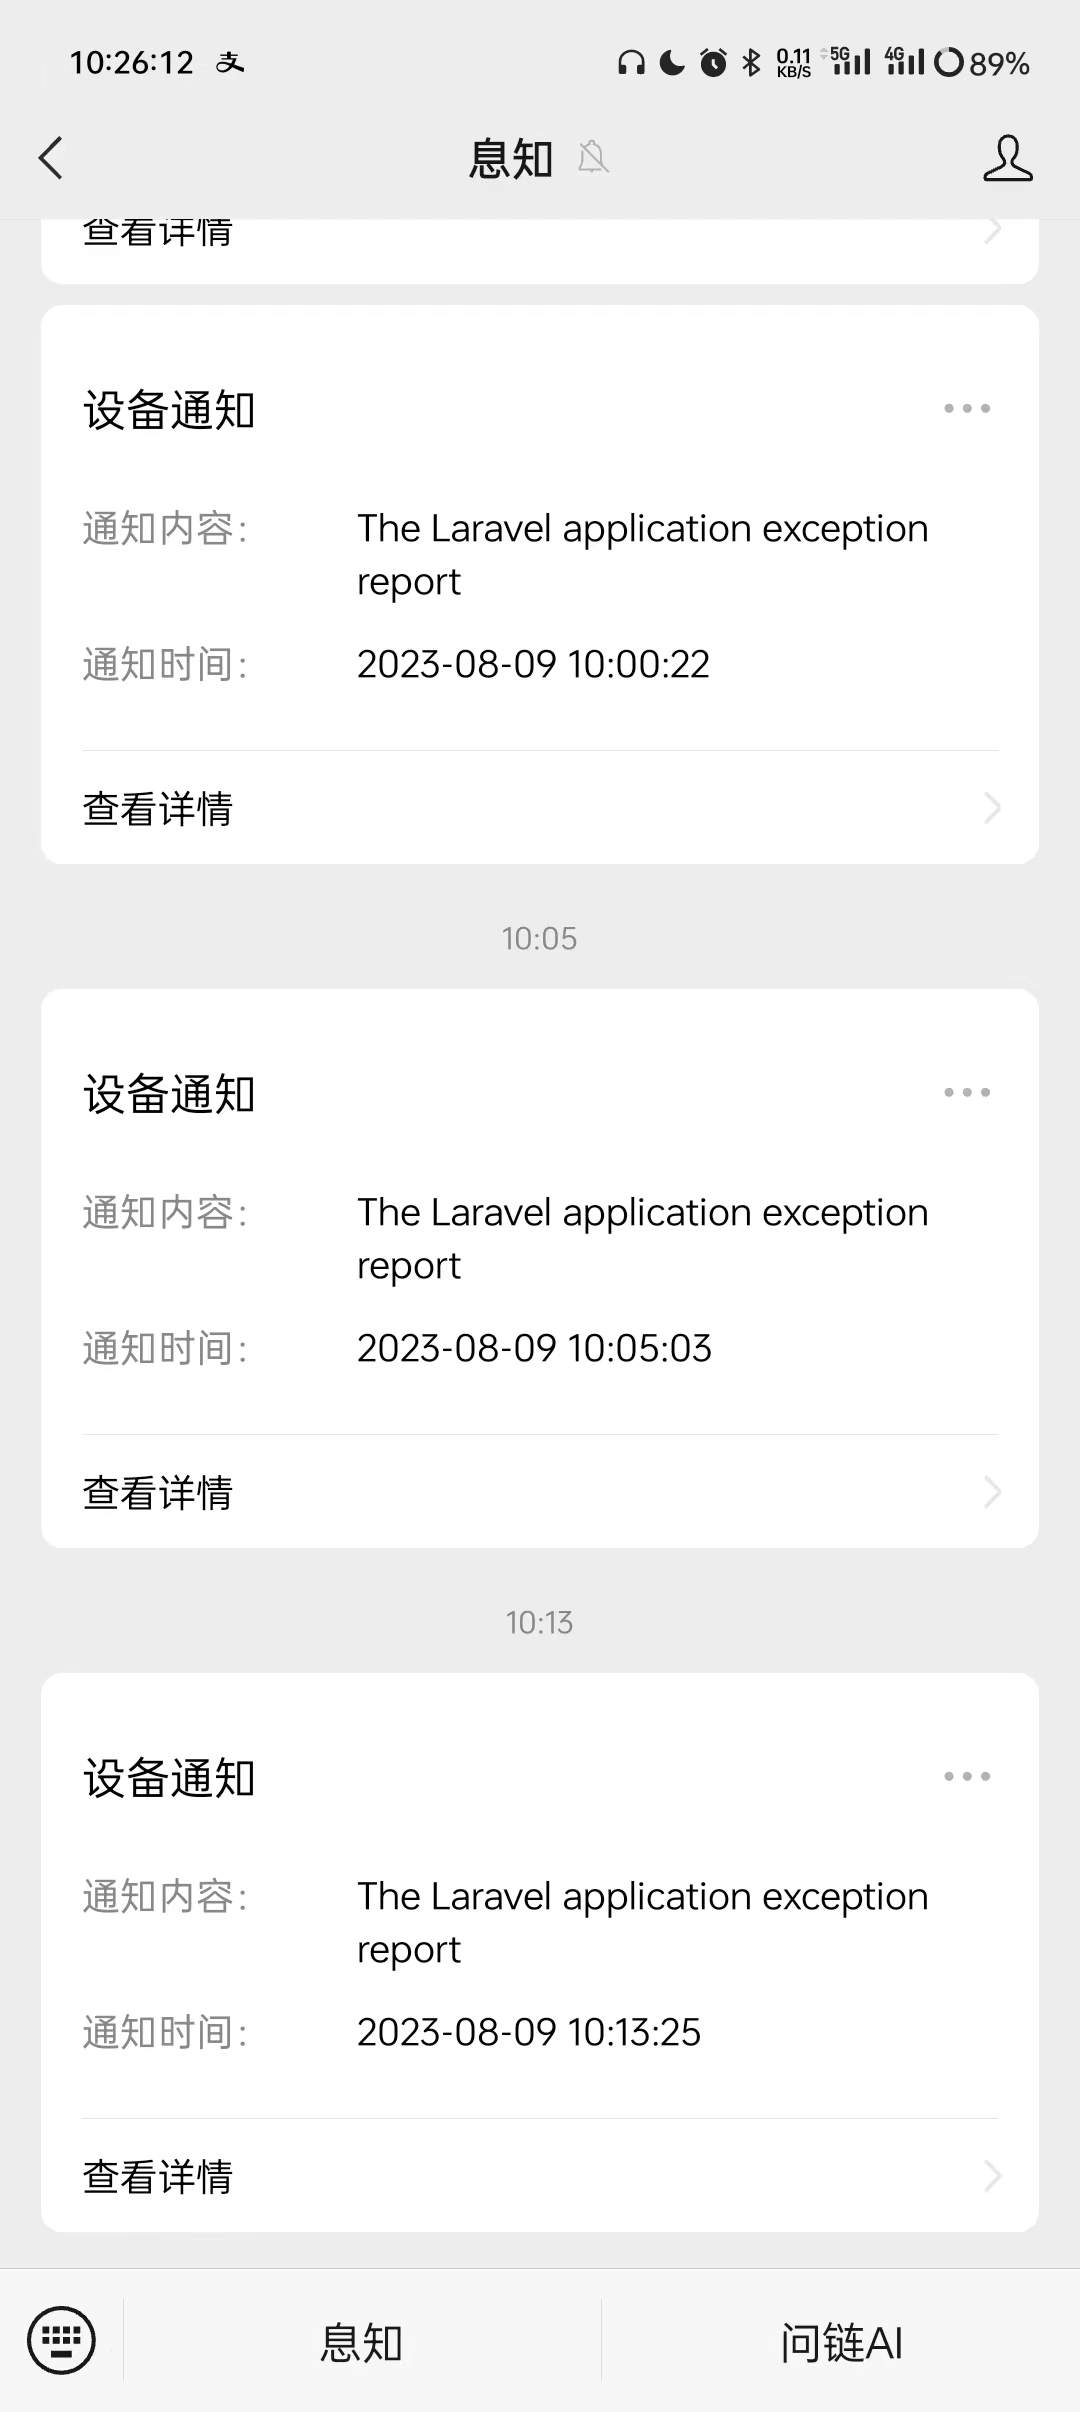 10:26:12 支
0.11 KB/S 5G 4G 89%
息知
查看详情
设备通知
通知内容: The Laravel application exception
report
通知时间: 2023-08-09 10:00:22
查看详情
10:05
设备通知
通知内容: The Laravel application exception
report
通知时间: 2023-08-09 10:05:03
查看详情
10:13
设备通知
通知内容: The Laravel application exception
report
通知时间: 2023-08-09 10:13:25
查看详情
息知 问链AI